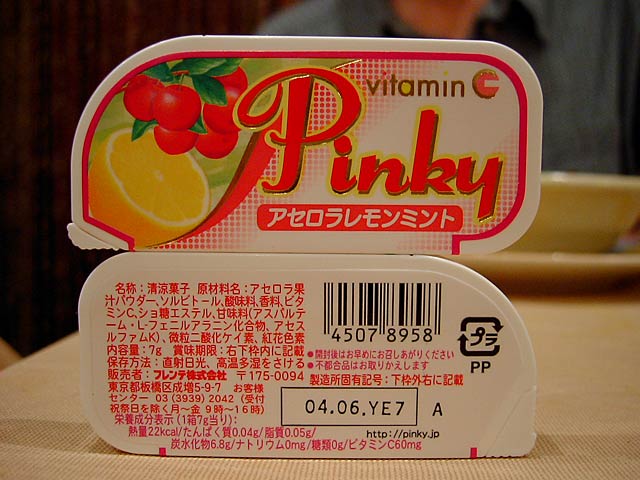 vitamin C
Pinky
アセロラレモンミント
名称：清涼菓子 原材料名：アセロラ果
汁パウダー、ソルビトール、酸味料、香料、ビタ
ミンC、ショ糖エステル、甘味料(アスパルテ
ーム・L-フェニルアラニン化合物、アセス
ルファムK)、微粒二酸化ケイ素、紅花色素
内容量：7g 賞味期限：右下枠内に記載
保存方法：直射日光、高温多湿をさける
販売者：フレンテ株式会社 〒175-0094
東京都板橋区成増5-9-7 お客様
センター 03(3939)2042(受付
祝祭日を除く月〜金 9時〜16時)
栄養成分表示(1箱7g当り)：
熱量22kcal/たんぱく質0.04g/脂質0.05g/
炭水化物6.8g/ナトリウム0mg/糖類0g/ビタミンC60mg
4507 8958
●開封後はお早めにお召しあがりください
●不都合品はお取りかえします
製造所固有記号：下枠外右に記載
プラ
PP
04.06.YE7 A
http://pinky.jp